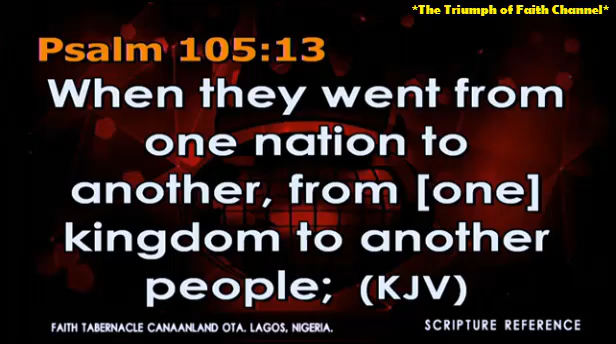 *The Triumph of Faith Channel*
Psalm 105:13
When they went from
one nation to
another, from [one]
kingdom to another
people; (KJV)
FAITH TABERNACLE CANAANLAND OTA. LAGOS, NIGERIA.
SCRIPTURE REFERENCE